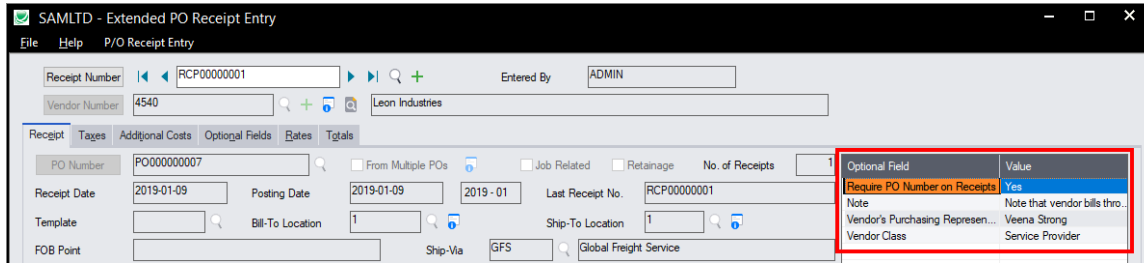 SAMLTD - Extended PO Receipt Entry
File Help P/O Receipt Entry
Receipt Number RCP00000001 Entered By ADMIN
Vendor Number 4540 Leon Industries
Receipt Taxes Additional Costs Optional Fields Rates Totals
PO Number PO000000007 From Multiple POs Job Related Retainage No. of Receipts 1
Optional Field Value
Receipt Date 2019-01-09 Posting Date 2019-01-09 2019 - 01 Last Receipt No. RCP00000001
Require PO Number on Receipts Yes
Note Note that vendor bills thro..
Template Bill-To Location 1 Ship-To Location 1
Vendor's Purchasing Represen... Veena Strong
Vendor Class Service Provider
FOB Point Ship-Via GFS Global Freight Service